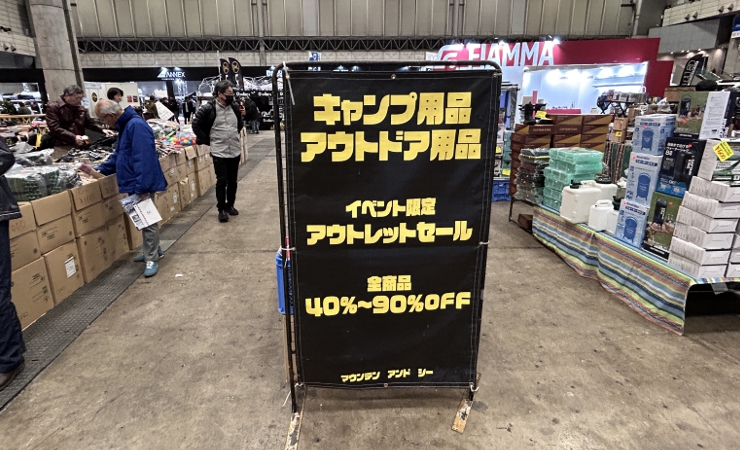 ANNEX
FIAMMA
キャンプ用品
アウトドア用品
イベント限定
アウトレットセール
全商品
40%~90%OFF
マウンテン アンド シー